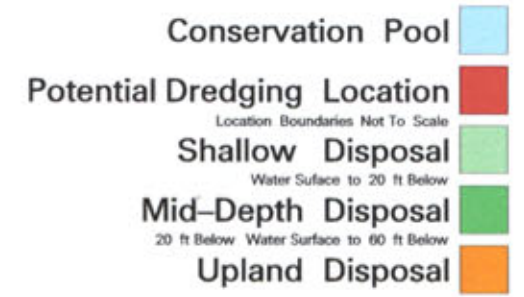 Conservation Pool
Potential Dredging Location
Location Boundaries Not To Scale
Shallow Disposal
Water Suface to 20 ft Below
Mid–Depth Disposal
20 ft Below Water Surface to 60 ft Below
Upland Disposal